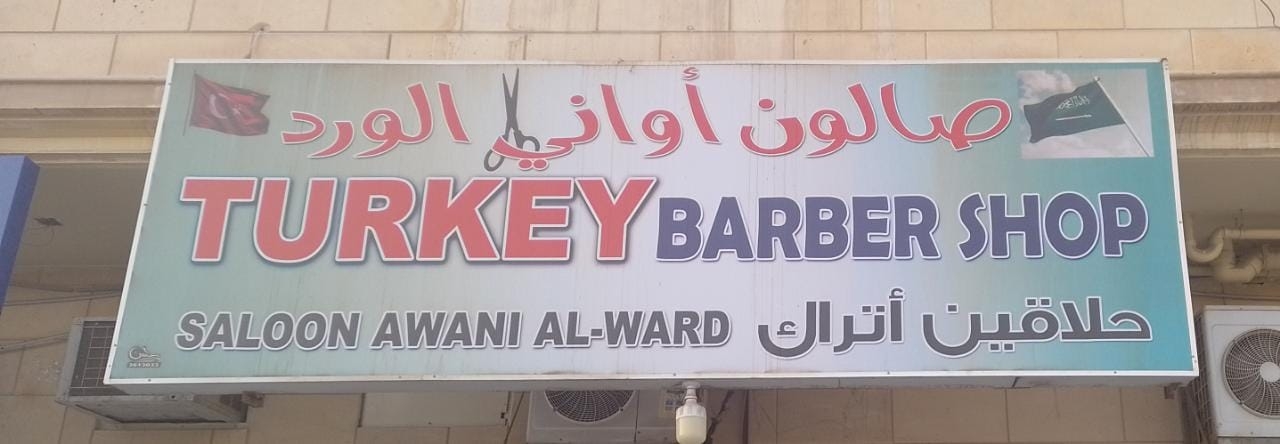 صالون أواني الورد
TURKEY BARBER SHOP
SALOON AWANI AL-WARD حلاقين أتراك